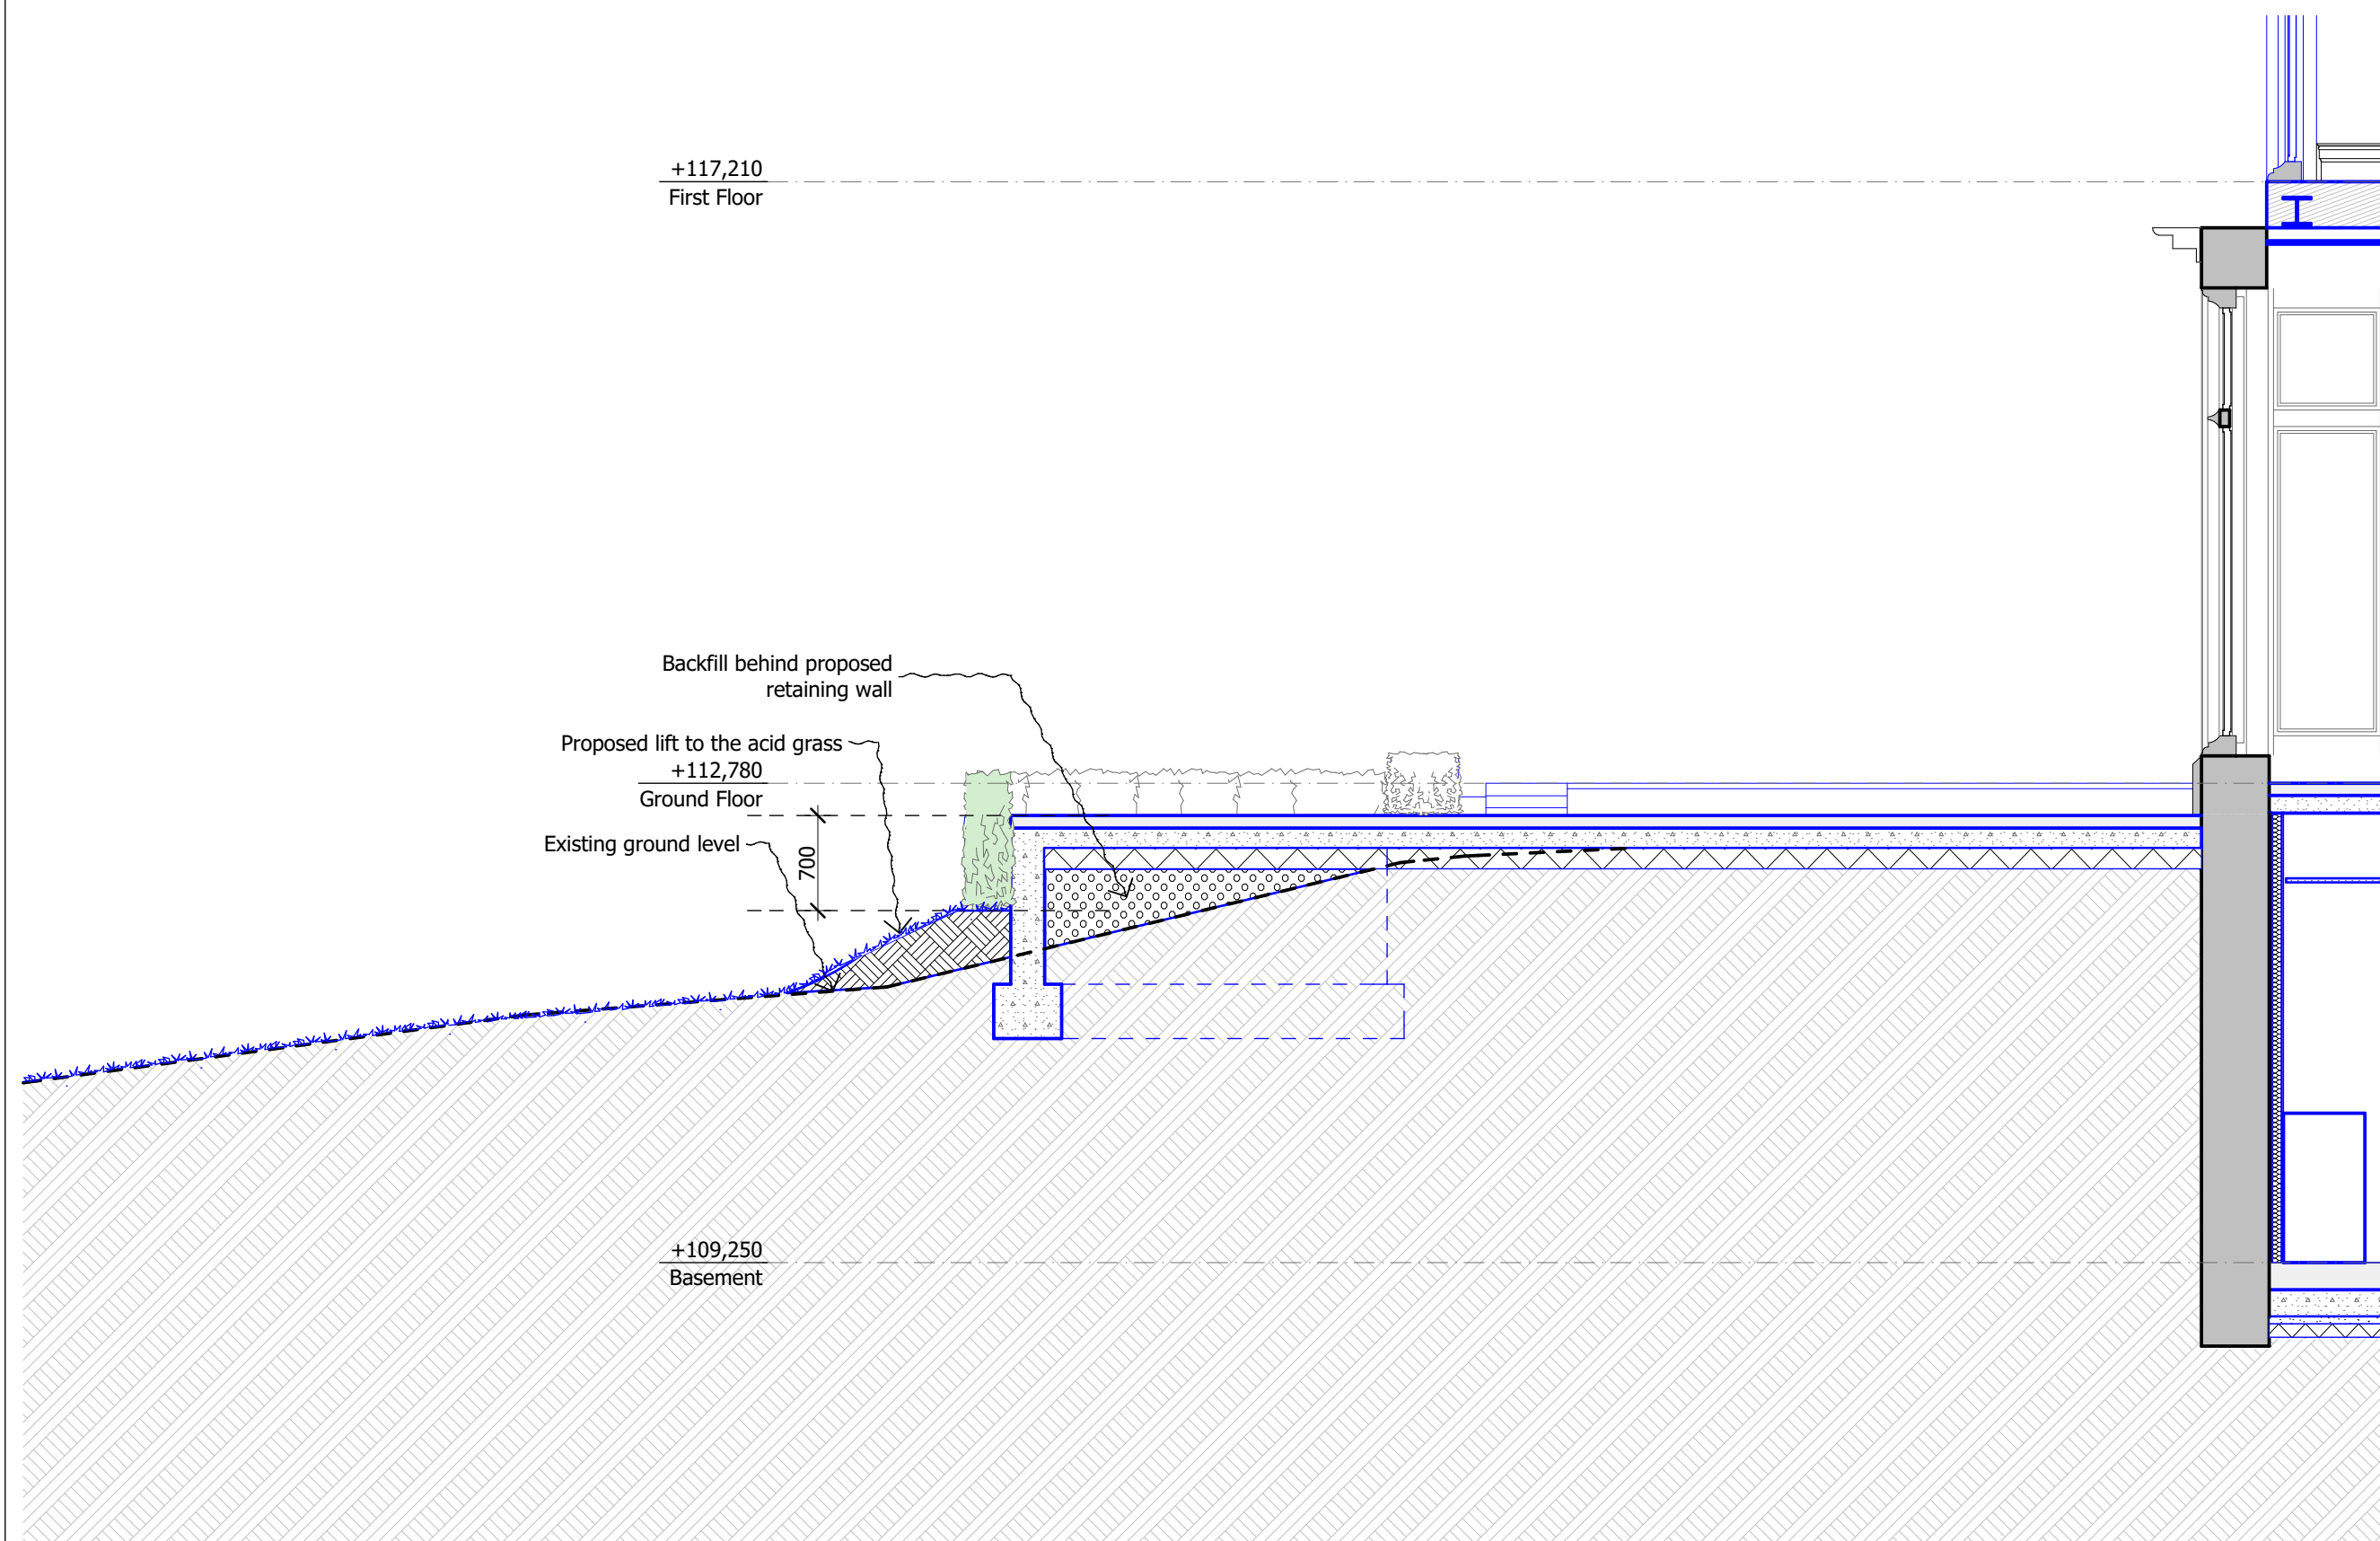 +117,210
First Floor
Backfill behind proposed
retaining wall
Proposed lift to the acid grass
+112,780
Ground Floor
Existing ground level
700
+109,250
Basement